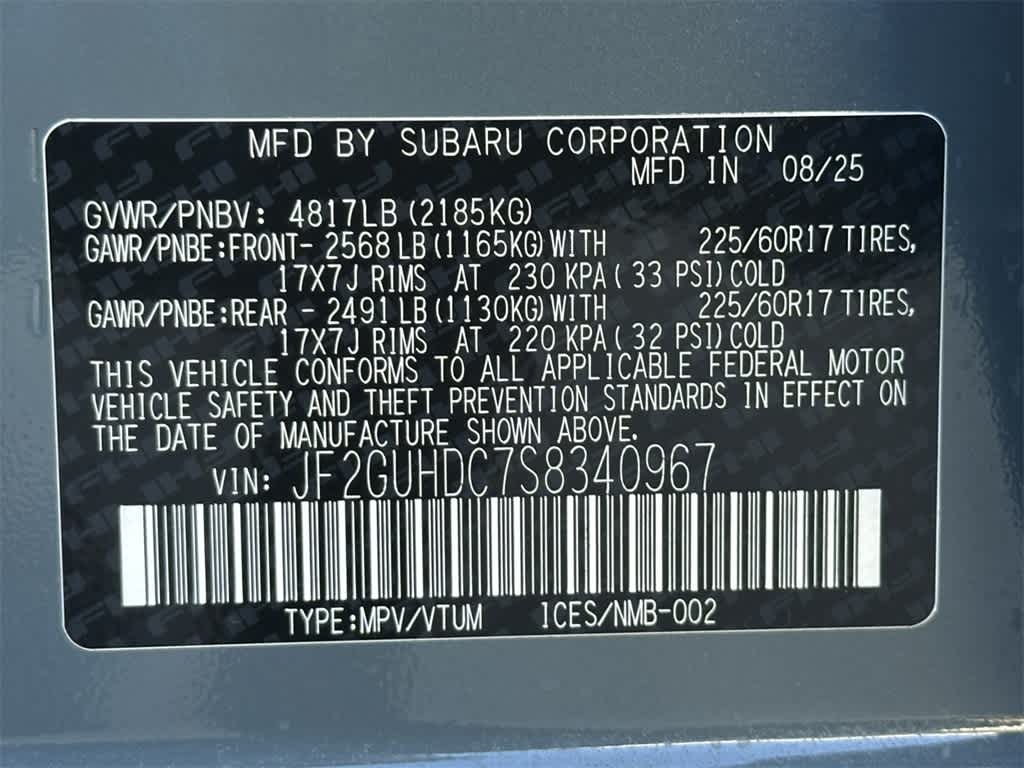 MFD BY SUBARU CORPORATION
MFD IN 08/25
GVWR/PNBV: 4817LB (2185KG)
GAWR/PNBE:FRONT- 2568 LB (1165KG) WITH 225/60R17 TIRES,
17X7J RIMS AT 230 KPA ( 33 PSI) COLD
GAWR/PNBE:REAR - 2491 LB (1130KG) WITH 225/60R17 TIRES,
17X7J RIMS AT 220 KPA ( 32 PSI) COLD
THIS VEHICLE CONFORMS TO ALL APPLICABLE FEDERAL MOTOR
VEHICLE SAFETY AND THEFT PREVENTION STANDARDS IN EFFECT ON
THE DATE OF MANUFACTURE SHOWN ABOVE.
VIN: JF2GUHDC7S8340967
TYPE:MPV/VTUM ICES/NMB-002